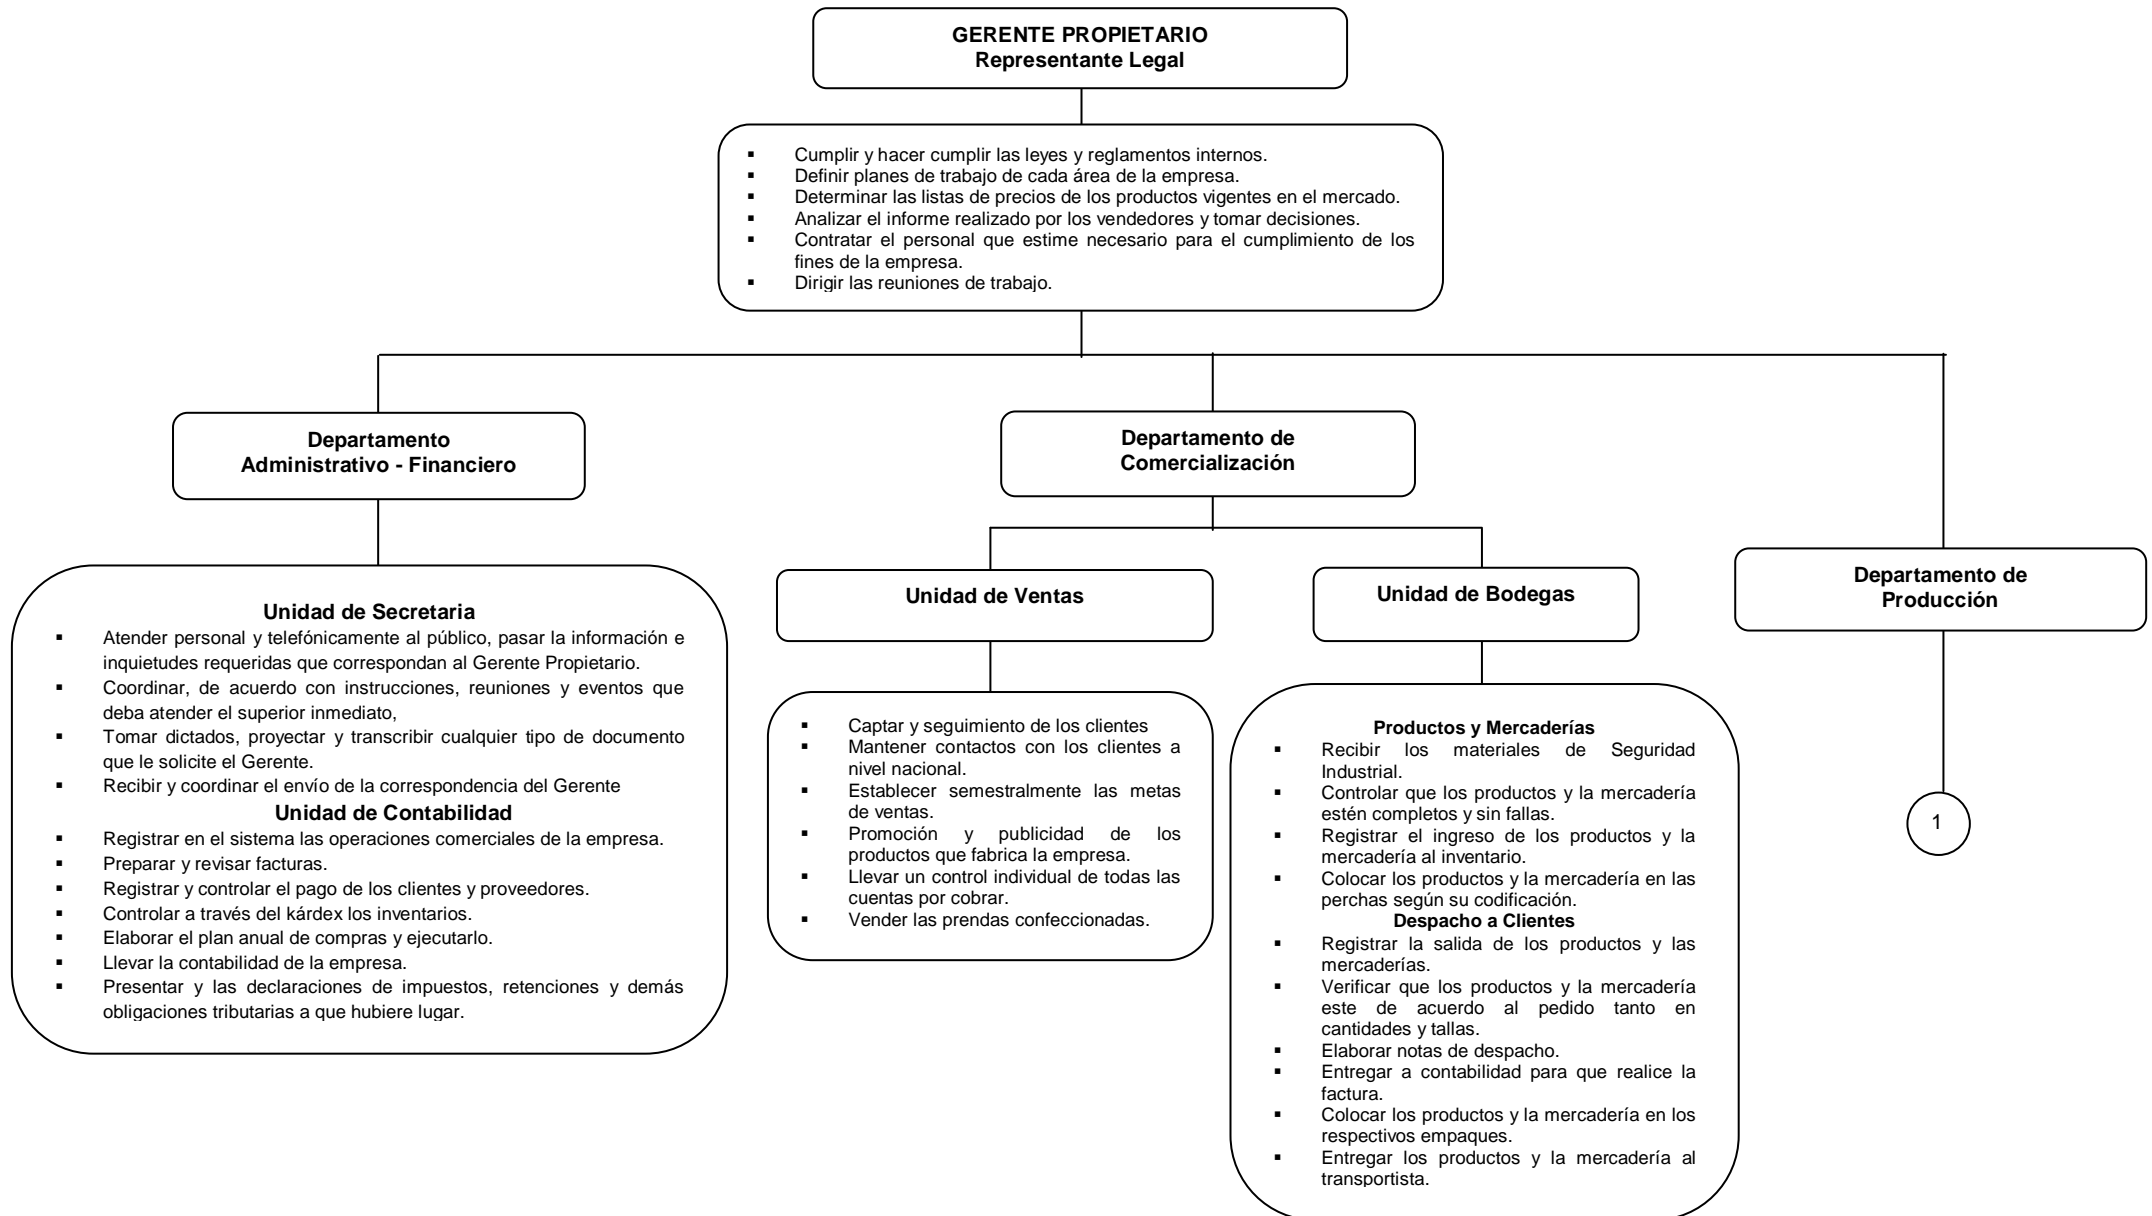 GERENTE PROPIETARIO
Representante Legal
▪ Cumplir y hacer cumplir las leyes y reglamentos internos.
▪ Definir planes de trabajo de cada área de la empresa.
▪ Determinar las listas de precios de los productos vigentes en el mercado.
▪ Analizar el informe realizado por los vendedores y tomar decisiones.
▪ Contratar el personal que estime necesario para el cumplimiento de los
fines de la empresa.
▪ Dirigir las reuniones de trabajo.
Departamento
Administrativo - Financiero
Unidad de Secretaria
▪ Atender personal y telefónicamente al público, pasar la información e
inquietudes requeridas que correspondan al Gerente Propietario.
▪ Coordinar, de acuerdo con instrucciones, reuniones y eventos que
deba atender el superior inmediato,
▪ Tomar dictados, proyectar y transcribir cualquier tipo de documento
que le solicite el Gerente.
▪ Recibir y coordinar el envío de la correspondencia del Gerente
Unidad de Contabilidad
▪ Registrar en el sistema las operaciones comerciales de la empresa.
▪ Preparar y revisar facturas.
▪ Registrar y controlar el pago de los clientes y proveedores.
▪ Controlar a través del kárdex los inventarios.
▪ Elaborar el plan anual de compras y ejecutarlo.
▪ Llevar la contabilidad de la empresa.
▪ Presentar y las declaraciones de impuestos, retenciones y demás
obligaciones tributarias a que hubiere lugar.
Departamento de
Comercialización
Unidad de Ventas
▪ Captar y seguimiento de los clientes
▪ Mantener contactos con los clientes a
nivel nacional.
▪ Establecer semestralmente las metas
de ventas.
▪ Promoción y publicidad de los
productos que fabrica la empresa.
▪ Llevar un control individual de todas las
cuentas por cobrar.
▪ Vender las prendas confeccionadas.
Unidad de Bodegas
Productos y Mercaderías
▪ Recibir los materiales de Seguridad
Industrial.
▪ Controlar que los productos y la mercadería
estén completos y sin fallas.
▪ Registrar el ingreso de los productos y la
mercadería al inventario.
▪ Colocar los productos y la mercadería en las
perchas según su codificación.
Despacho a Clientes
▪ Registrar la salida de los productos y las
mercaderías.
▪ Verificar que los productos y la mercadería
este de acuerdo al pedido tanto en
cantidades y tallas.
▪ Elaborar notas de despacho.
▪ Entregar a contabilidad para que realice la
factura.
▪ Colocar los productos y la mercadería en los
respectivos empaques.
▪ Entregar los productos y la mercadería al
transportista.
Departamento de
Producción
1